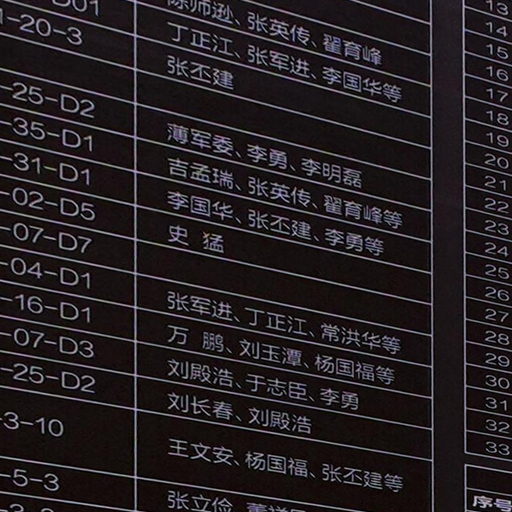 D01 陈师逊、张英传、翟育峰
1-20-3 丁正江、张军进、李国华等
张丕建
-25-D2
-35-D1 薄军委、李勇、李明磊
-31-D1 吉孟瑞、张英传、翟育峰等
-02-D5 李国华、张丕建、李勇等
-07-D7 史 猛
-04-D1
-16-D1 张军进、丁正江、常洪华等
-07-D3 万 鹏、刘玉潭、杨国福等
-25-D2 刘殿浩、于志臣、李勇
刘长春、刘殿浩
-3-10 王文安、杨国福、张丕建等
-5-3
张立俭、
13
14
15
16
17
18
19
20
21
22
23
24
25
26
27
28
29
30
31
32
33
序号